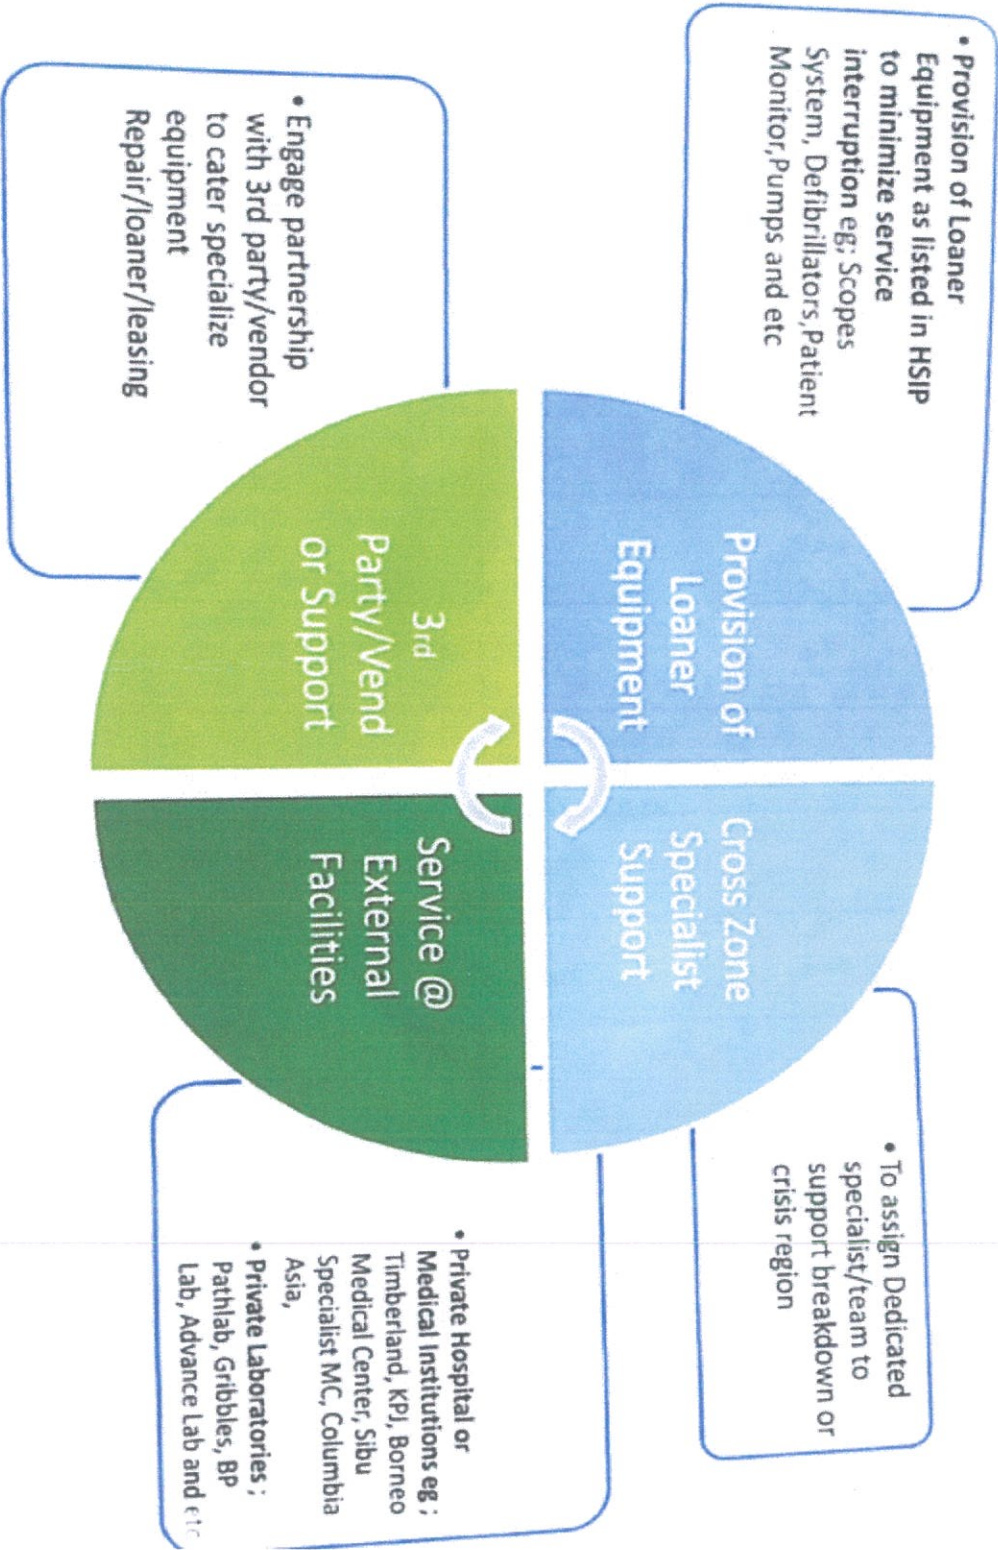 • Provision of Loaner
Equipment as listed in HSIP
to minimize service
interruption eg; Scopes
System, Defibrillators,Patient
Monitor,Pumps and etc
• To assign Dedicated
specialist/team to
support breakdown or
crisis region
Provision of
Loaner
Equipment
Cross Zone
Specialist
Support
3rd
Party/Vend
or Support
Service @
External
Facilities
• Engage partnership
with 3rd party/vendor
to cater specialize
equipment
Repair/loaner/leasing
• Private Hospital or
Medical Institutions eg ;
Timberland, KPJ, Borneo
Medical Center, Sibu
Specialist MC, Columbia
Asia,
• Private Laboratories ;
Pathlab, Gribbles, BP
Lab, Advance Lab and etc